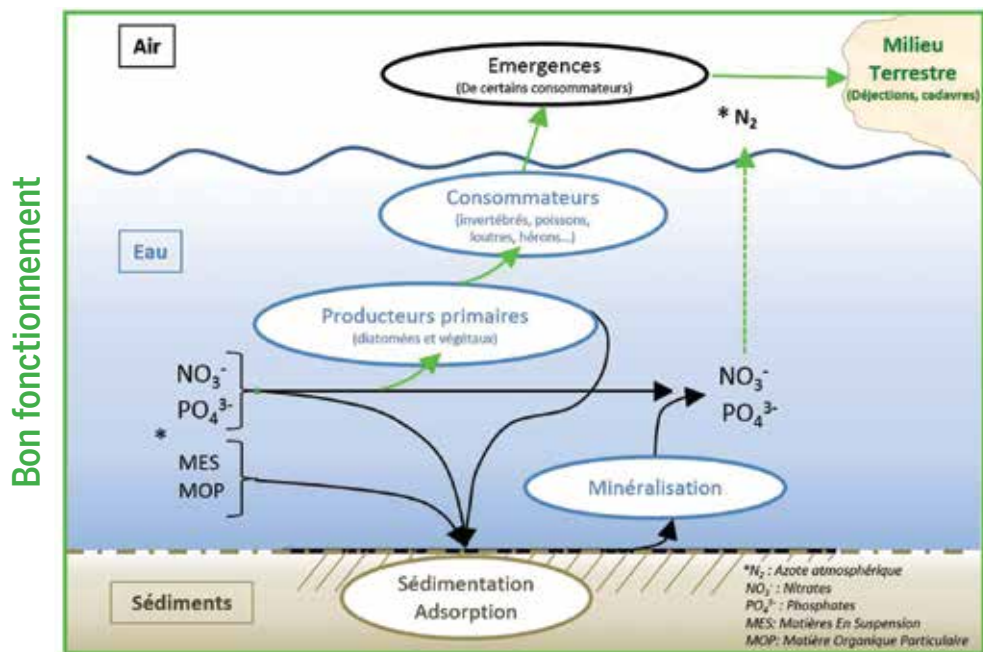 Bon fonctionnement
Air
Emergences
(De certains consommateurs)
Milieu
Terrestre
(Déjections, cadavres)
* N₂
Consommateurs
(invertébrés, poissons,
loutres, hérons...)
Eau
Producteurs primaires
(diatomées et végétaux)
NO₃⁻
PO₄³⁻
*
MES
MOP
NO₃⁻
PO₄³⁻
Minéralisation
Sédimentation
Adsorption
Sédiments
*N₂ : Azote atmosphérique
NO₃⁻ : Nitrates
PO₄³⁻ : Phosphates
MES: Matières En Suspension
MOP: Matière Organique Particulaire